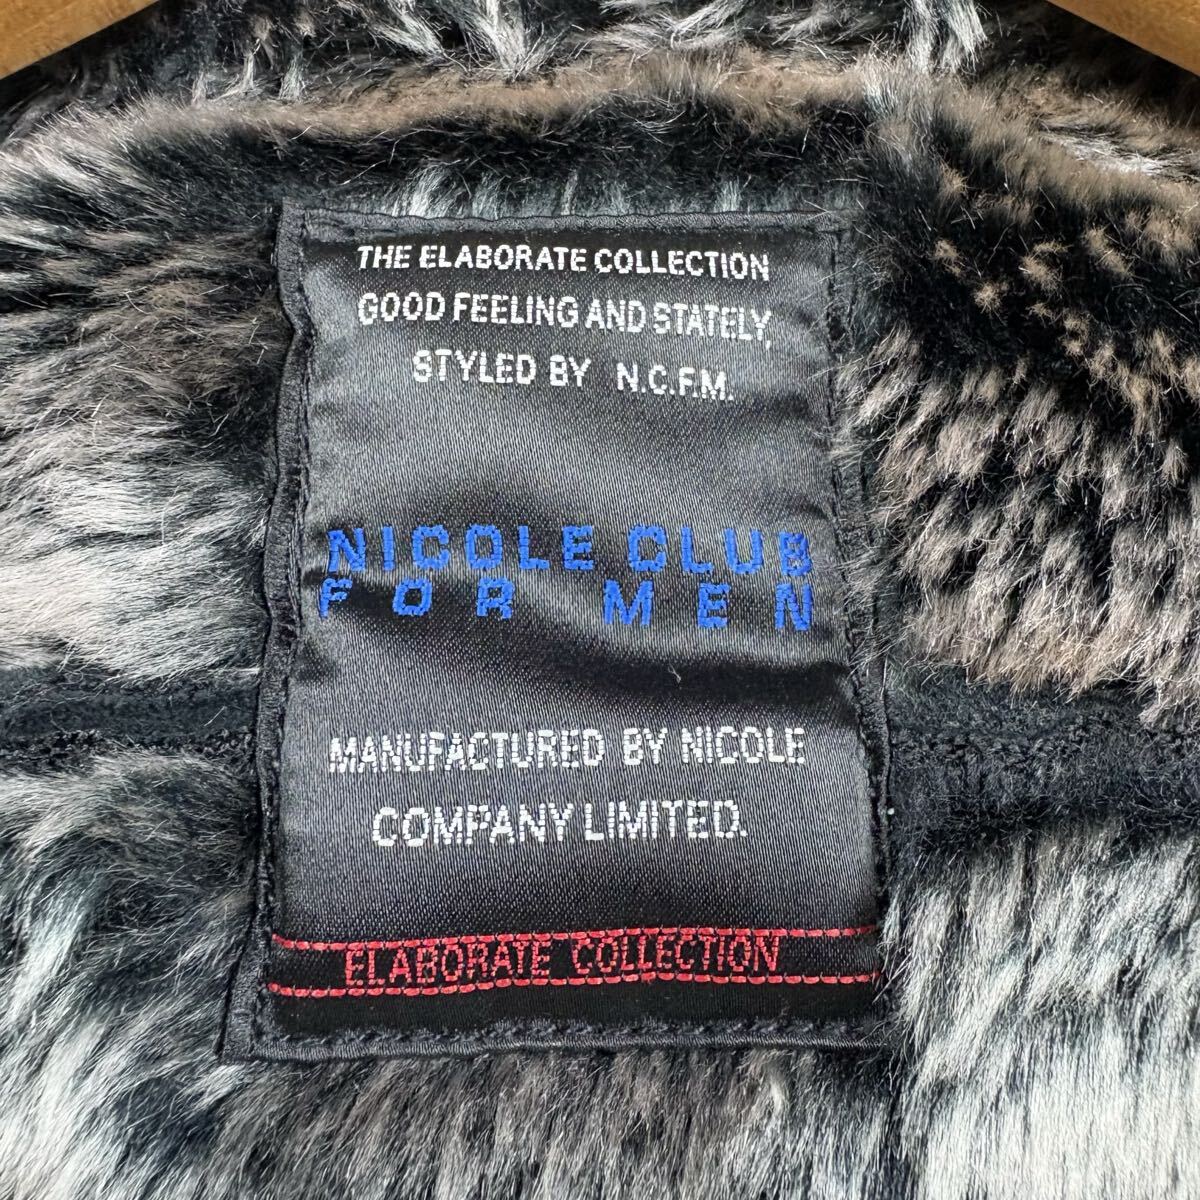 THE ELABORATE COLLECTION
GOOD FEELING AND STATELY,
STYLED BY N.C.F.M.
NICOLE CLUB
FOR MEN
MANUFACTURED BY NICOLE
COMPANY LIMITED.
ELABORATE COLLECTION